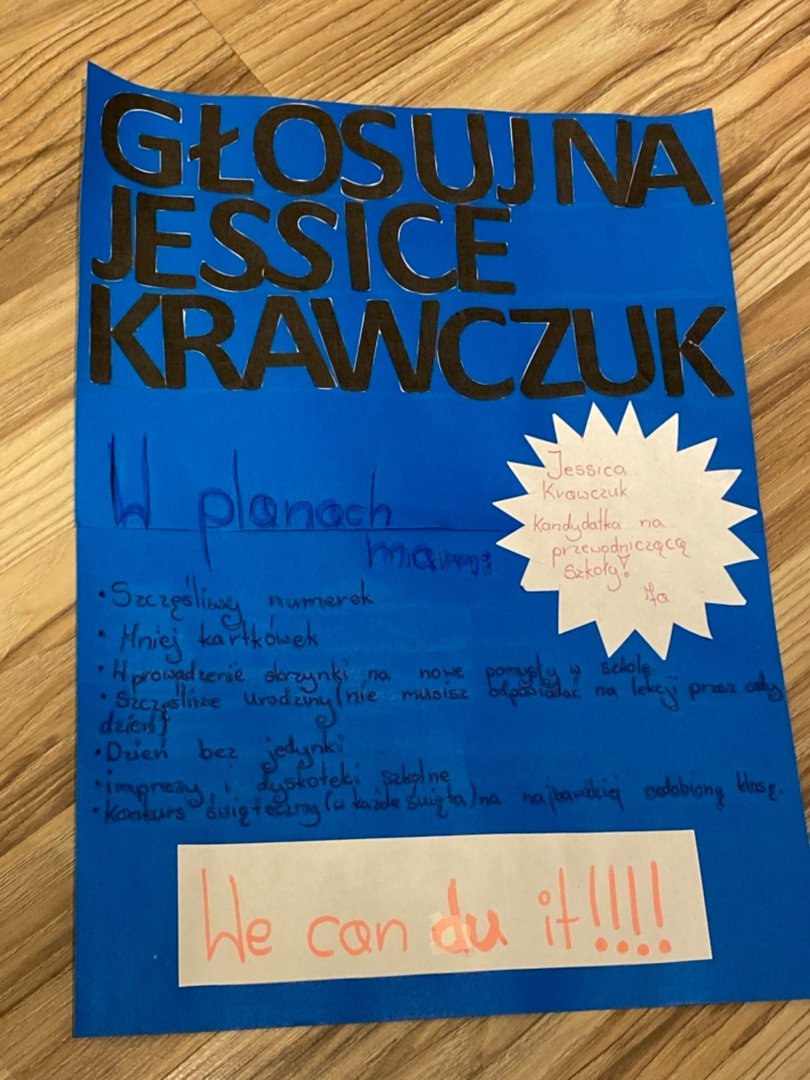 GŁOSUJ NA
JESSICE
KRAWCZUK
Jessica
Krawczuk
kandydatka na
przewodniczącą
Szkoły!
W planach
mam:
• Szczęśliwy numerek
• Mniej kartkówek
• Wprowadzenie skrzynki na nowe pomysły w szkole.
• Szczęśliwe urodziny (nie musisz odpowiadać na lekcji przez cały
dzień)
• Dzień bez jedynki
• imprezy i dyskoteki szkolne
• Konkurs świąteczny (w każde święta) na najbardziej ozdobioną klasę.
We can du it!!!!